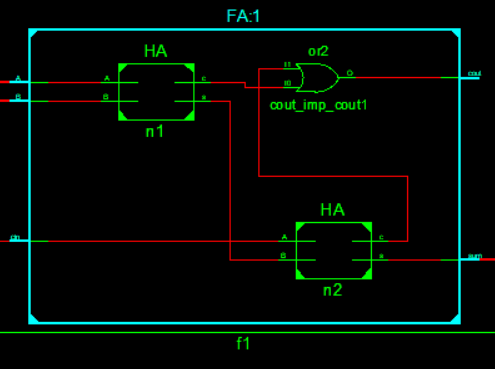 FA:1
HA
or2
A
A
c
I1
O
cout
I0
B
B
s
cout_imp_cout1
n1
HA
cin
A
c
B
s
sum
n2
f1